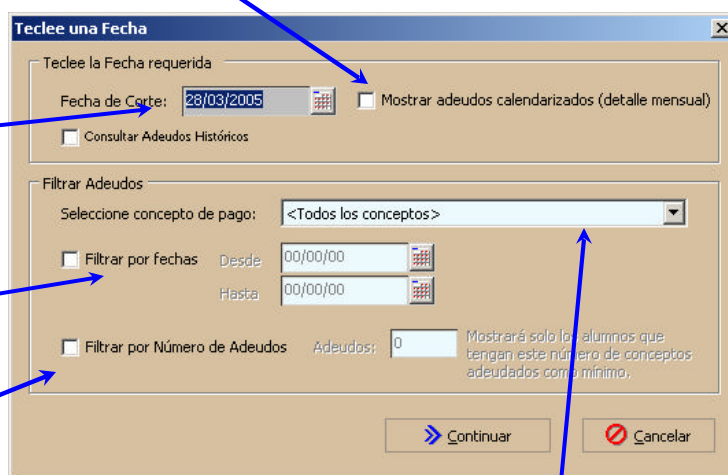 Teclee una Fecha
Teclee la Fecha requerida
Fecha de Corte: 28/03/2005 Mostrar adeudos calendarizados (detalle mensual)
Consultar Adeudos Históricos
Filtrar Adeudos
Seleccione concepto de pago: <Todos los conceptos>
Filtrar por fechas Desde 00/00/00
Hasta 00/00/00
Filtrar por Número de Adeudos Adeudos: 0 Mostrará solo los alumnos que
tengan este número de conceptos
adeudados como mínimo.
Continuar Cancelar